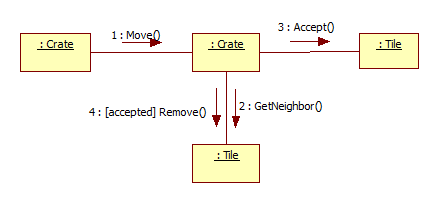 1 : Move()
3 : Accept()
: Crate
: Crate
: Tile
4 : [accepted] Remove()
2 : GetNeighbor()
: Tile